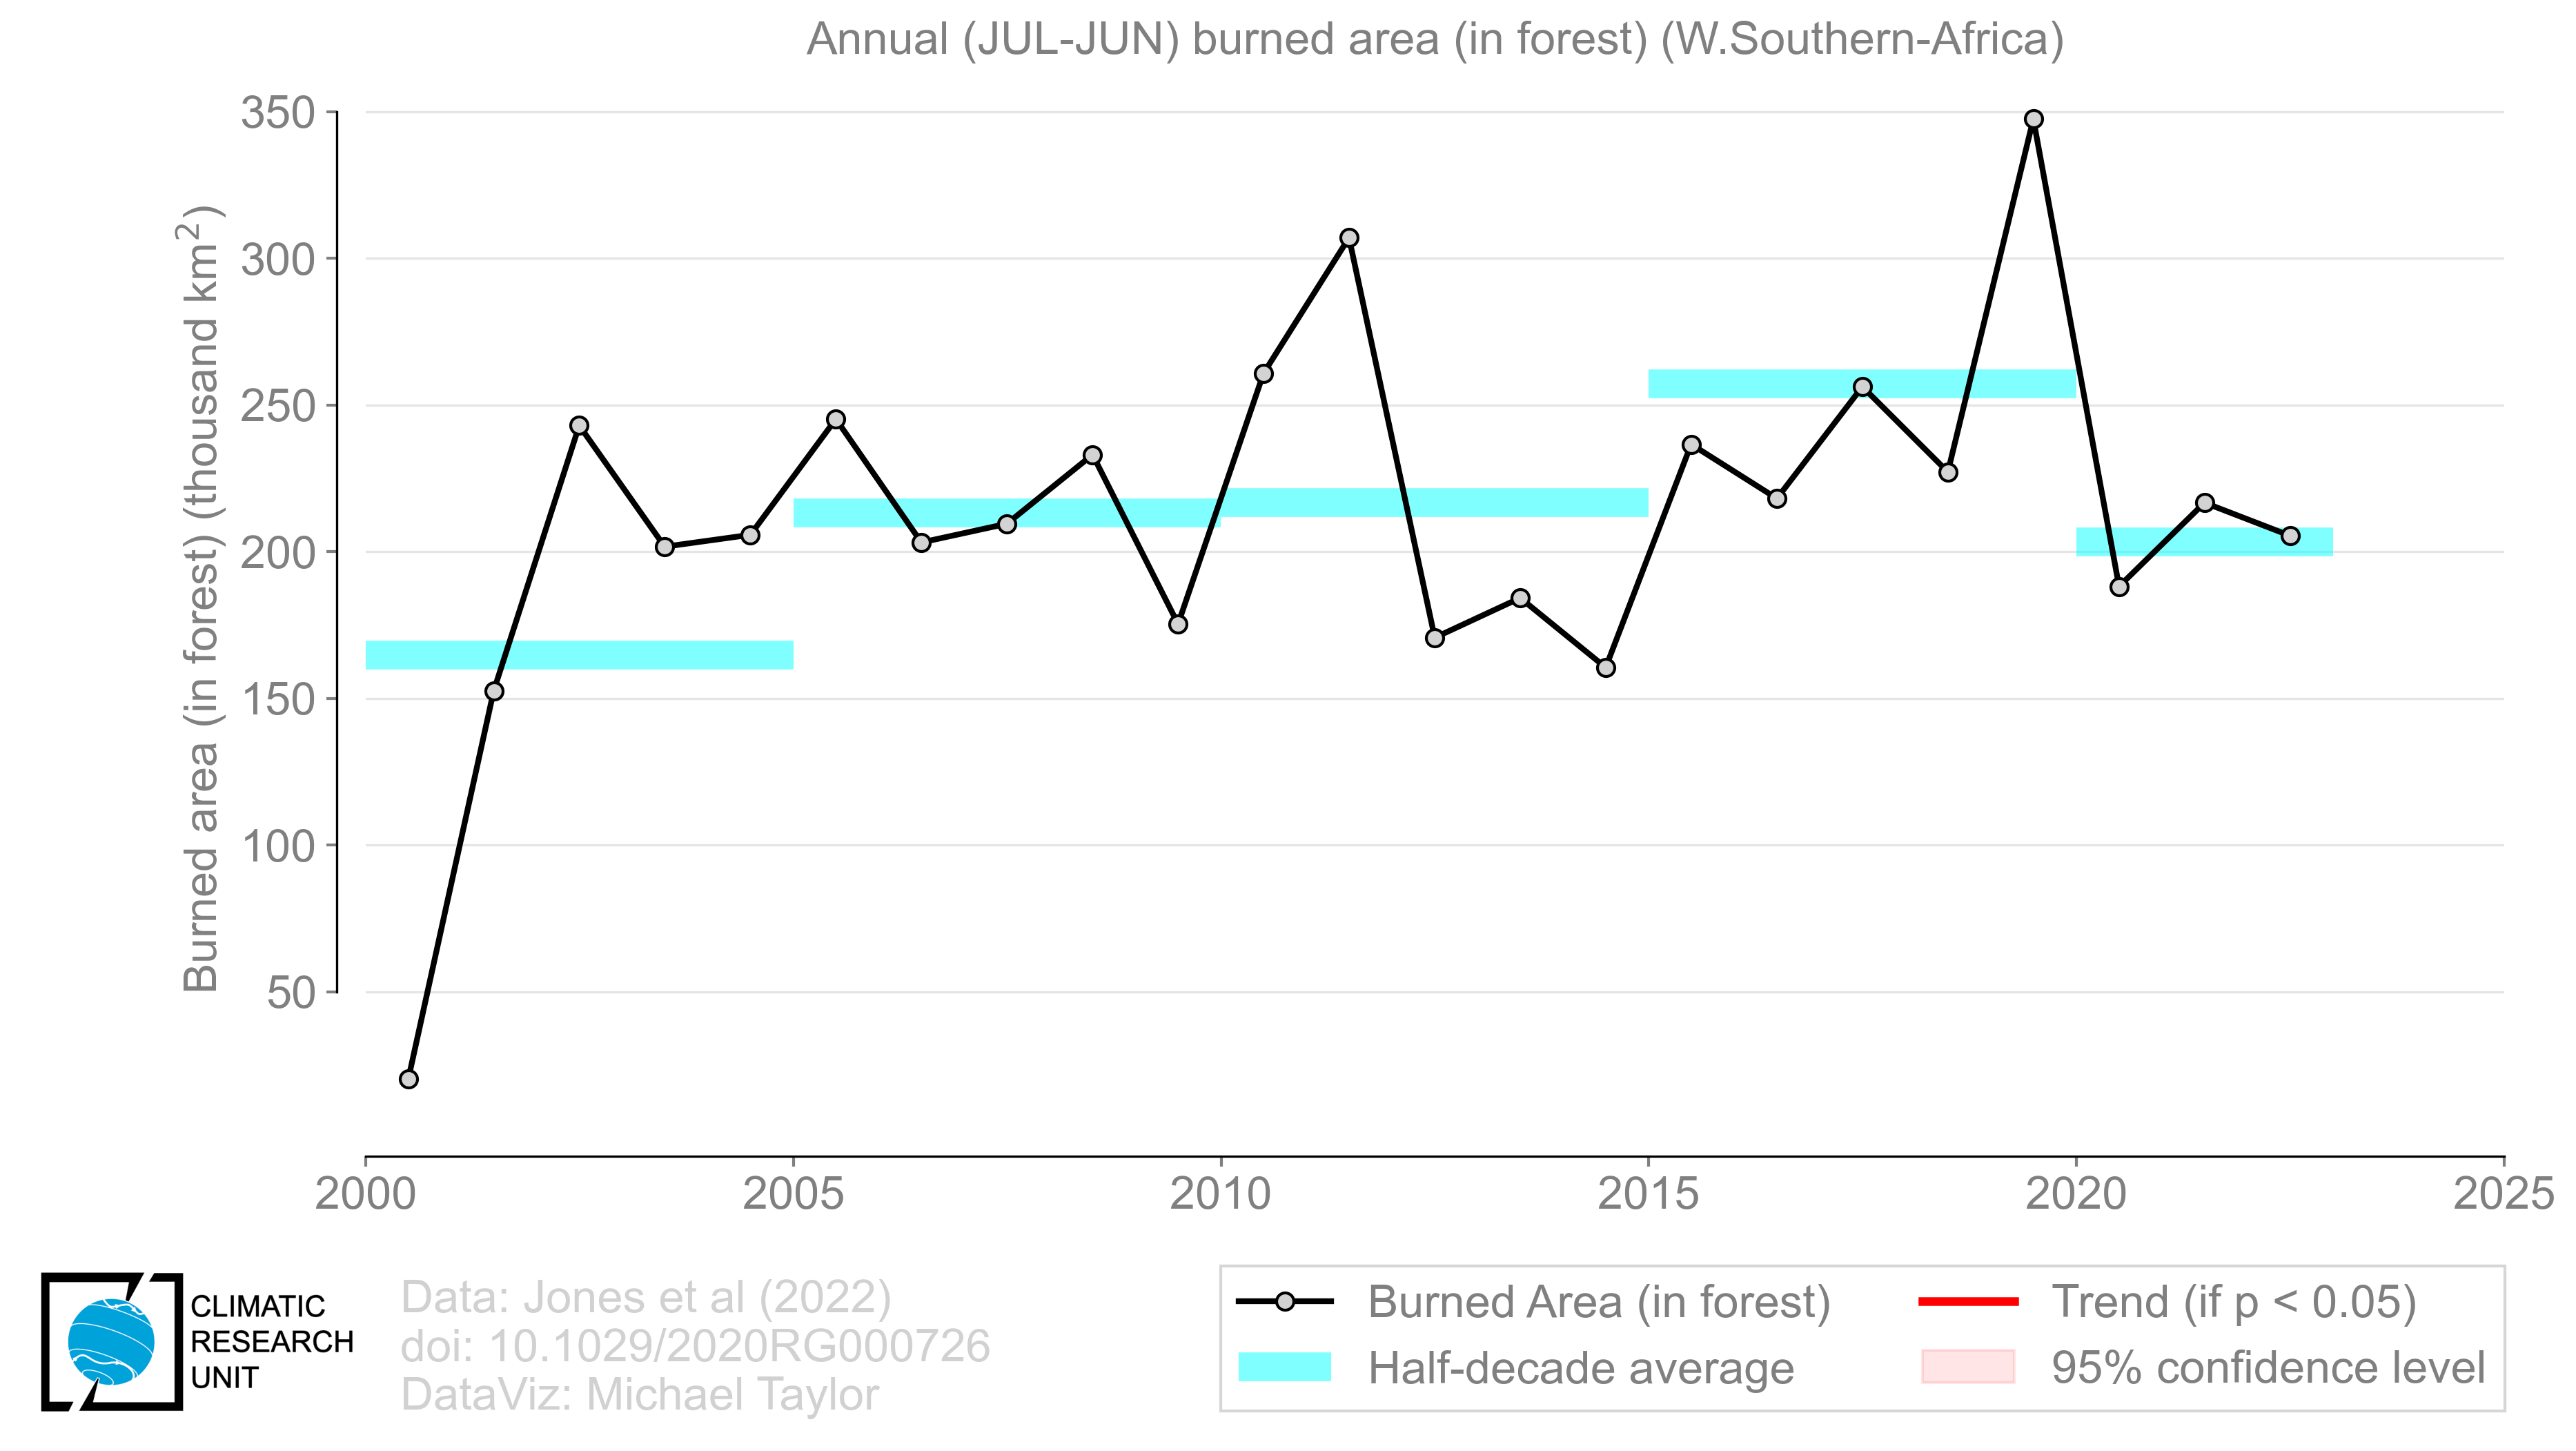 Annual (JUL-JUN) burned area (in forest) (W.Southern-Africa)
Burned area (in forest) (thousand km²)
350
300
250
200
150
100
50
2000 2005 2010 2015 2020 2025
CLIMATIC
RESEARCH
UNIT
Data: Jones et al (2022)
doi: 10.1029/2020RG000726
DataViz: Michael Taylor
Burned Area (in forest)
Half-decade average
Trend (if p < 0.05)
95% confidence level